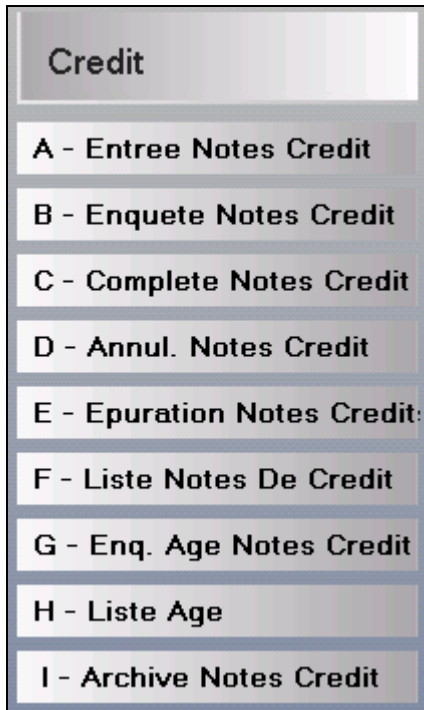 Credit
A - Entree Notes Credit
B - Enquete Notes Credit
C - Complete Notes Credit
D - Annul. Notes Credit
E - Epuration Notes Credits
F - Liste Notes De Credit
G - Enq. Age Notes Credit
H - Liste Age
I - Archive Notes Credit